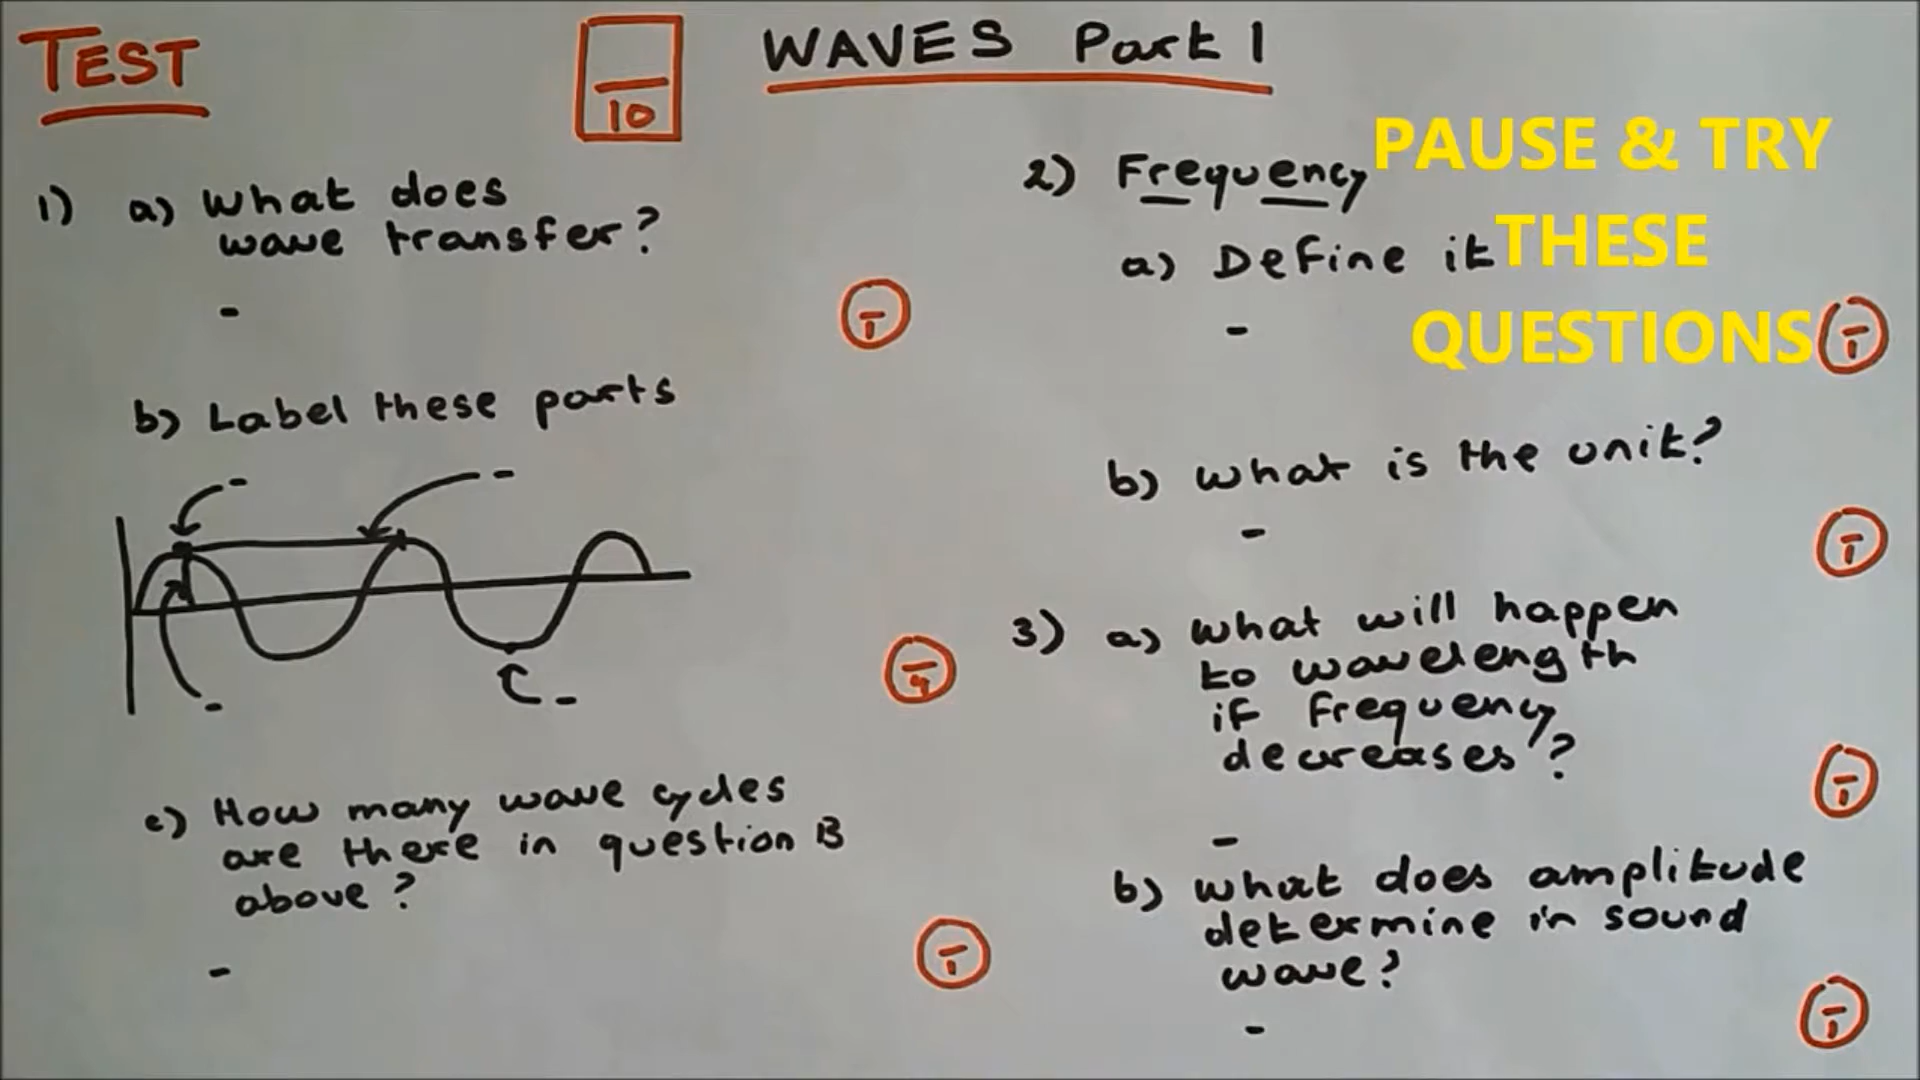 TEST
10
WAVES Part 1
PAUSE & TRY
THESE
QUESTIONS
1) a) What does
wave transfer?
-
1
b) Label these parts
-
-
-
-
4
c) How many wave cycles
are there in question B
above?
-
1
2) Frequency
a) Define it
-
1
b) What is the unit?
-
1
3) a) What will happen
to wavelength
if frequency
decreases?
-
1
b) What does amplitude
determine in sound
wave?
-
1